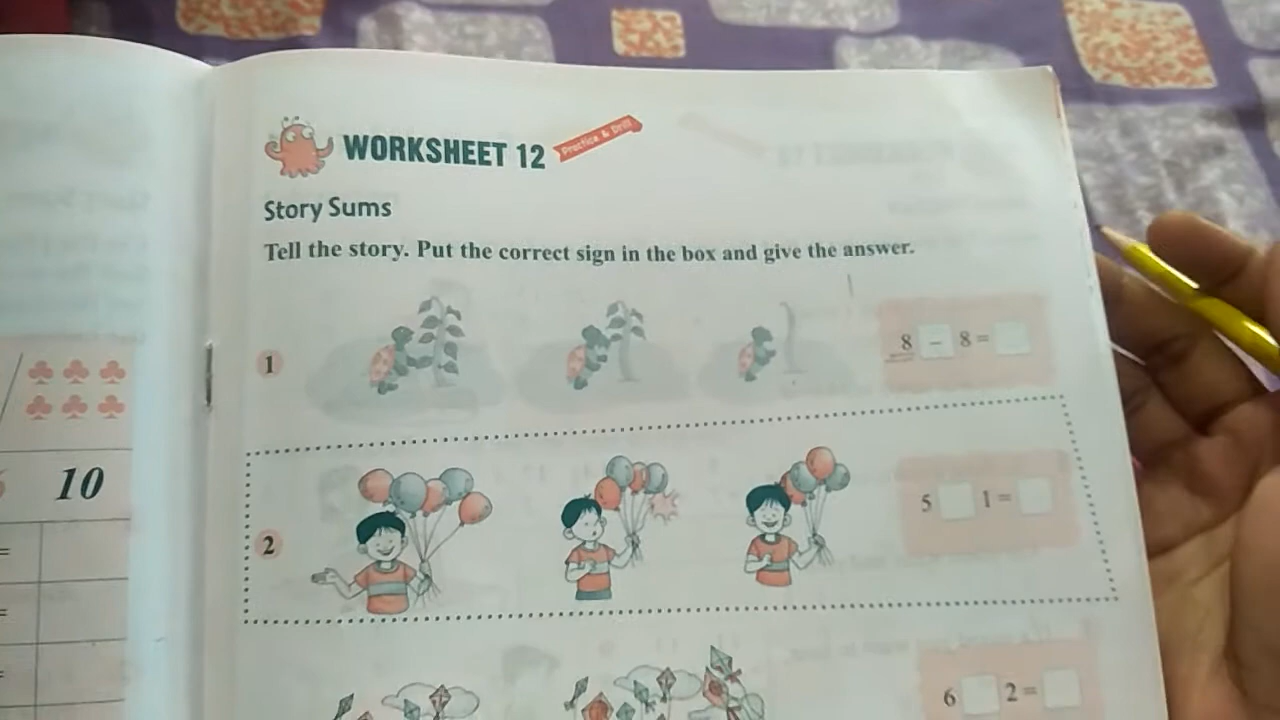 WORKSHEET 12 Practice & Drill
Story Sums
Tell the story. Put the correct sign in the box and give the answer.
1
8 − 8 =
10
2
5 1 =
=
=
=
6 2 =